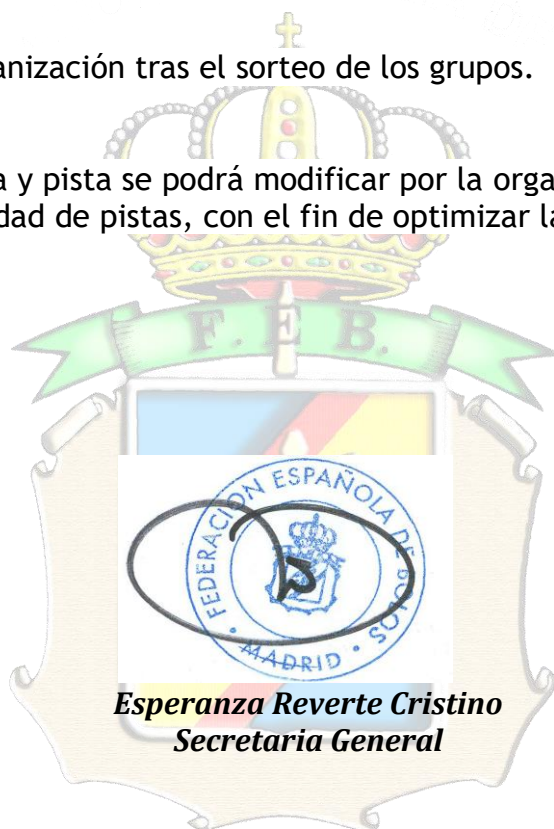 anización tras el sorteo de los grupos.
a y pista se podrá modificar por la orga
dad de pistas, con el fin de optimizar la
F. E B.
FEDERACIÓN ESPAÑOLA DE BOLOS
• MADRID •
Esperanza Reverte Cristino
Secretaria General